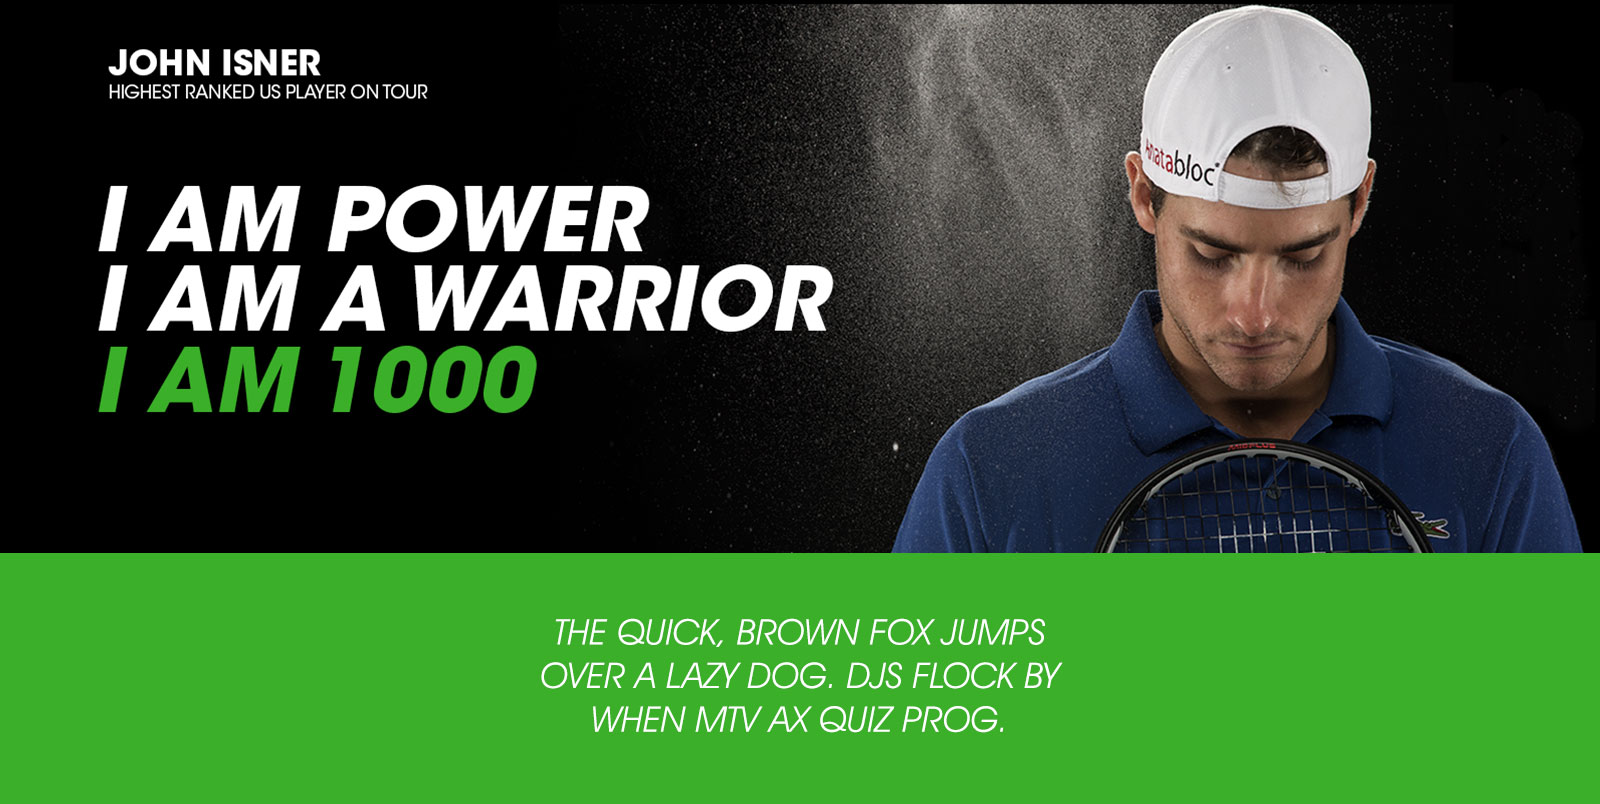 JOHN ISNER
HIGHEST RANKED US PLAYER ON TOUR
I AM POWER
I AM A WARRIOR
I AM 1000
Anatabloc®
THE QUICK, BROWN FOX JUMPS
OVER A LAZY DOG. DJS FLOCK BY
WHEN MTV AX QUIZ PROG.